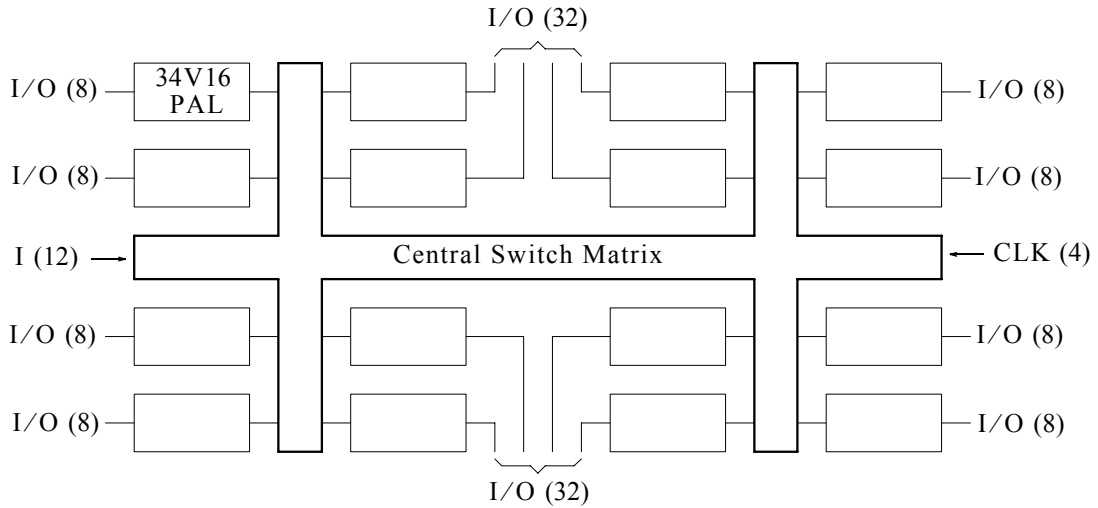 I/O (32)
I/O (8)
34V16
PAL
I/O (8)
I/O (8)
I/O (8)
I (12)
Central Switch Matrix
CLK (4)
I/O (8)
I/O (8)
I/O (8)
I/O (8)
I/O (32)